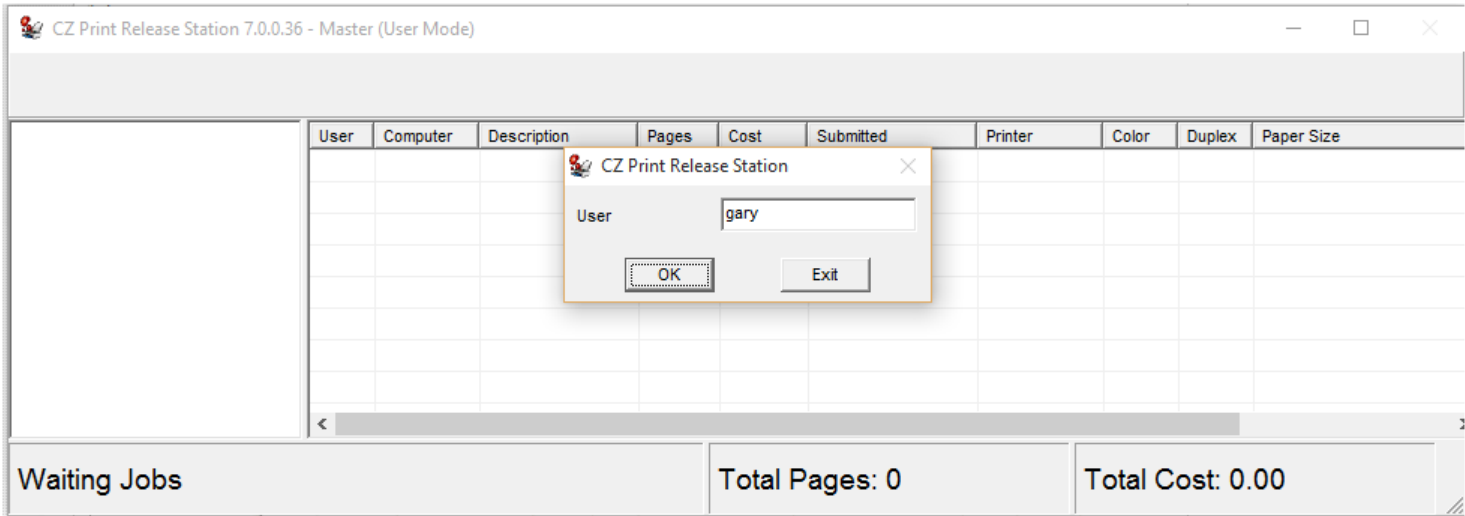 CZ Print Release Station 7.0.0.36 - Master (User Mode)
User Computer Description Pages Cost Submitted Printer Color Duplex Paper Size
CZ Print Release Station
User gary
OK Exit
Waiting Jobs Total Pages: 0 Total Cost: 0.00